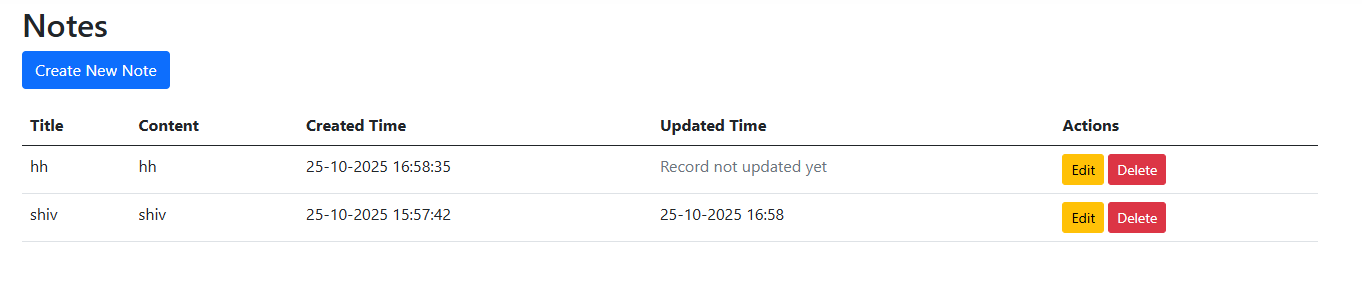 Notes
Create New Note
Title Content Created Time Updated Time Actions
hh hh 25-10-2025 16:58:35 Record not updated yet Edit Delete
shiv shiv 25-10-2025 15:57:42 25-10-2025 16:58 Edit Delete